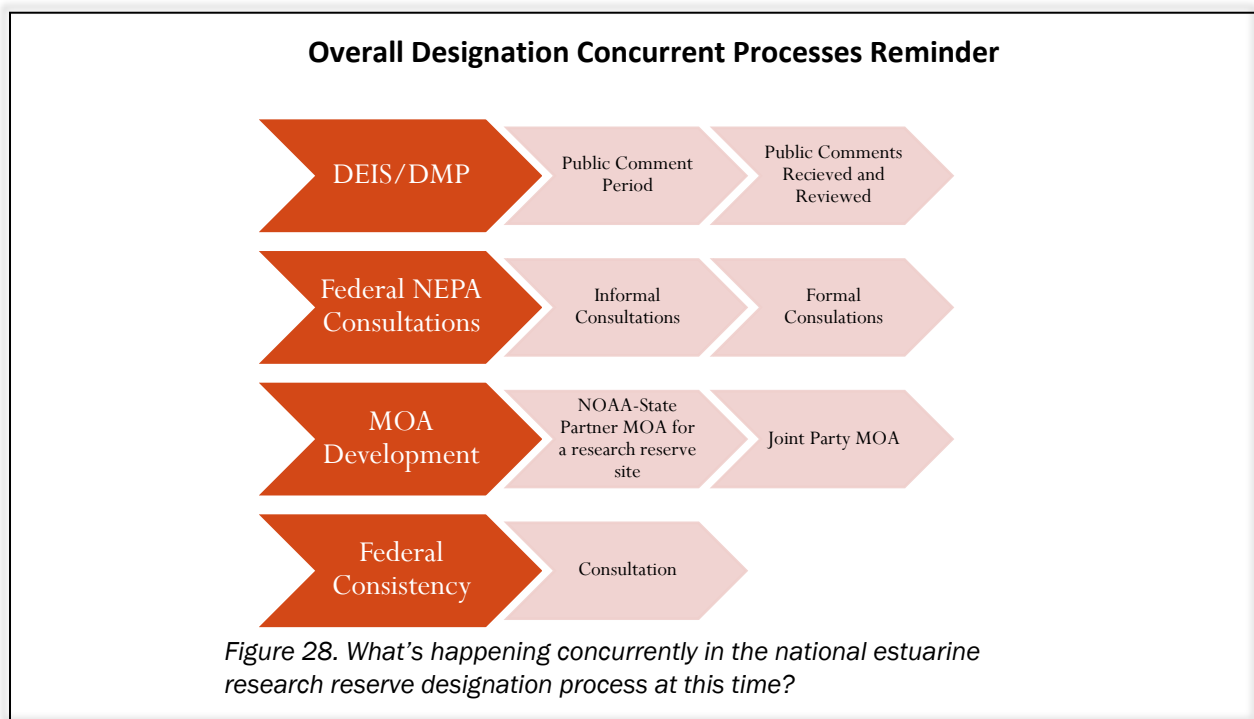 Overall Designation Concurrent Processes Reminder
DEIS/DMP
Public Comment
Period
Public Comments
Recieved and
Reviewed
Federal NEPA
Consultations
Informal
Consultations
Formal
Consulations
MOA
Development
NOAA-State
Partner MOA for
a research reserve
site
Joint Party MOA
Federal
Consistency
Consultation
Figure 28. What's happening concurrently in the national estuarine
research reserve designation process at this time?